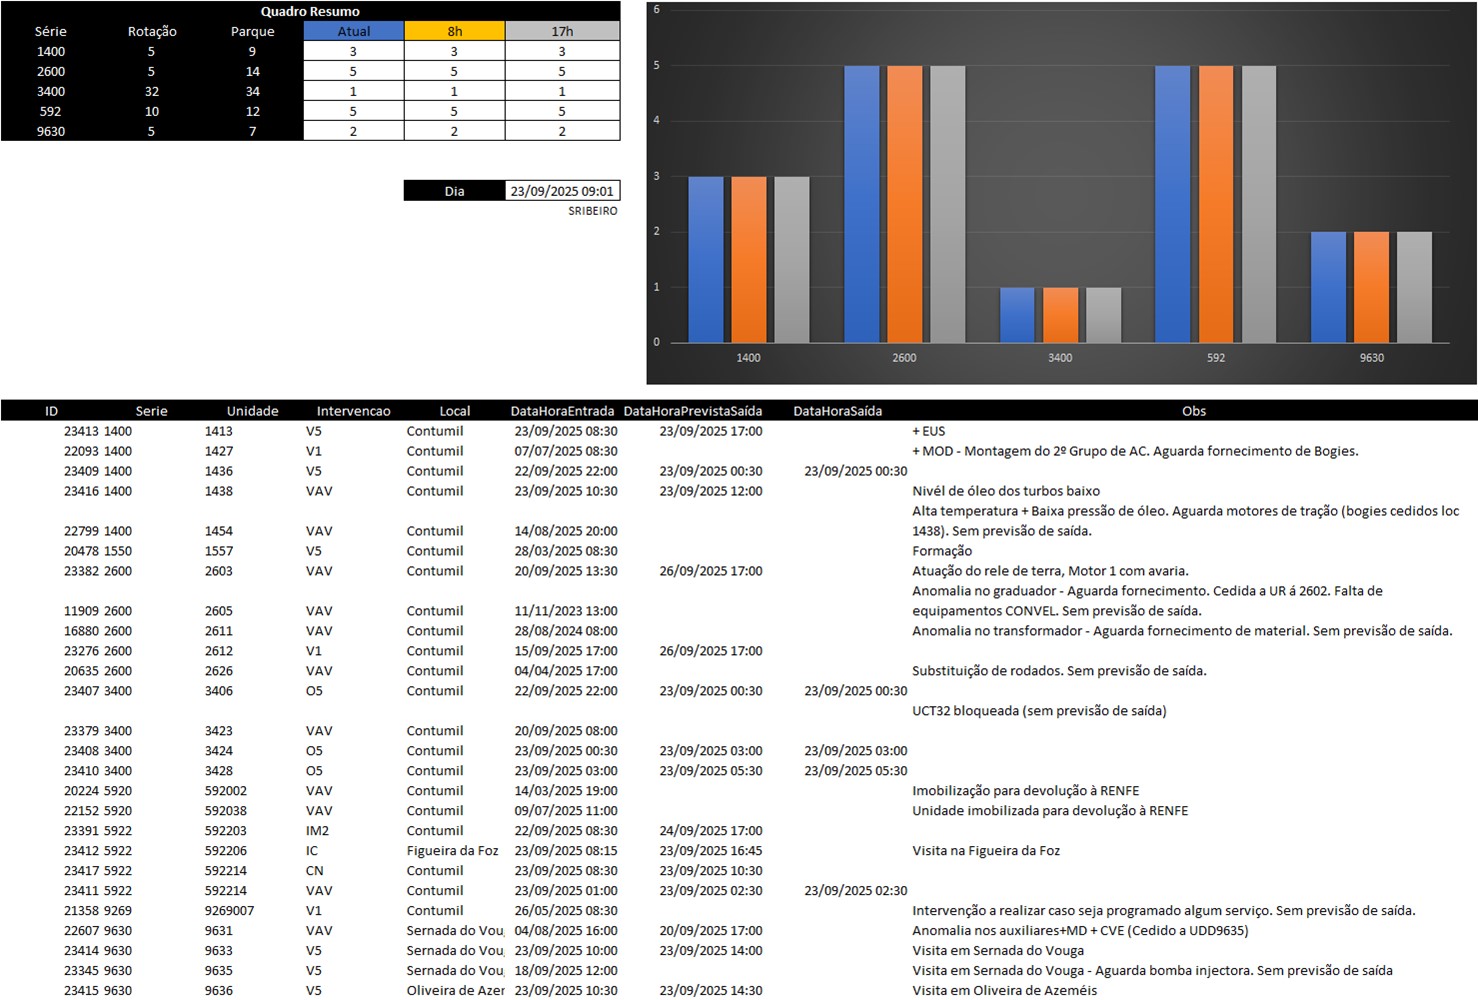 Quadro Resumo
Série Rotação Parque Atual 8h 17h
1400 5 9 3 3 3
2600 5 14 5 5 5
3400 32 34 1 1 1
592 10 12 5 5 5
9630 5 7 2 2 2
Dia 23/09/2025 09:01
SRIBEIRO
6
5
4
3
2
1
0
1400 2600 3400 592 9630
ID Serie Unidade Intervencao Local DataHoraEntrada DataHoraPrevistaSaída DataHoraSaída Obs
23413 1400 1413 V5 Contumil 23/09/2025 08:30 23/09/2025 17:00 + EUS
22093 1400 1427 V1 Contumil 07/07/2025 08:30 + MOD - Montagem do 2º Grupo de AC. Aguarda fornecimento de Bogies.
23409 1400 1436 V5 Contumil 22/09/2025 22:00 23/09/2025 00:30 23/09/2025 00:30
23416 1400 1438 VAV Contumil 23/09/2025 10:30 23/09/2025 12:00 Nivél de óleo dos turbos baixo
Alta temperatura + Baixa pressão de óleo. Aguarda motores de tração (bogies cedidos loc
22799 1400 1454 VAV Contumil 14/08/2025 20:00 1438). Sem previsão de saída.
20478 1550 1557 V5 Contumil 28/03/2025 08:30 Formação
23382 2600 2603 VAV Contumil 20/09/2025 13:30 26/09/2025 17:00 Atuação do rele de terra, Motor 1 com avaria.
Anomalia no graduador - Aguarda fornecimento. Cedida a UR á 2602. Falta de
11909 2600 2605 VAV Contumil 11/11/2023 13:00 equipamentos CONVEL. Sem previsão de saída.
16880 2600 2611 VAV Contumil 28/08/2024 08:00 Anomalia no transformador - Aguarda fornecimento de material. Sem previsão de saída.
23276 2600 2612 V1 Contumil 15/09/2025 17:00 26/09/2025 17:00
20635 2600 2626 VAV Contumil 04/04/2025 17:00 Substituição de rodados. Sem previsão de saída.
23407 3400 3406 O5 Contumil 22/09/2025 22:00 23/09/2025 00:30 23/09/2025 00:30
UCT32 bloqueada (sem previsão de saída)
23379 3400 3423 VAV Contumil 20/09/2025 08:00
23408 3400 3424 O5 Contumil 23/09/2025 00:30 23/09/2025 03:00 23/09/2025 03:00
23410 3400 3428 O5 Contumil 23/09/2025 03:00 23/09/2025 05:30 23/09/2025 05:30
20224 5920 592002 VAV Contumil 14/03/2025 19:00 Imobilização para devolução à RENFE
22152 5920 592038 VAV Contumil 09/07/2025 11:00 Unidade imobilizada para devolução à RENFE
23391 5922 592203 IM2 Contumil 22/09/2025 08:30 24/09/2025 17:00
23412 5922 592206 IC Figueira da Foz 23/09/2025 08:15 23/09/2025 16:45 Visita na Figueira da Foz
23417 5922 592214 CN Contumil 23/09/2025 08:30 23/09/2025 10:30
23411 5922 592214 VAV Contumil 23/09/2025 01:00 23/09/2025 02:30 23/09/2025 02:30
21358 9269 9269007 V1 Contumil 26/05/2025 08:30 Intervenção a realizar caso seja programado algum serviço. Sem previsão de saída.
22607 9630 9631 VAV Sernada do Voug 04/08/2025 16:00 20/09/2025 17:00 Anomalia nos auxiliares+MD + CVE (Cedido a UDD9635)
23414 9630 9633 V5 Sernada do Voug 23/09/2025 10:00 23/09/2025 14:00 Visita em Sernada do Vouga
23345 9630 9635 V5 Sernada do Voug 18/09/2025 12:00 Visita em Sernada do Vouga - Aguarda bomba injectora. Sem previsão de saída
23415 9630 9636 V5 Oliveira de Azer 23/09/2025 10:30 23/09/2025 14:30 Visita em Oliveira de Azeméis